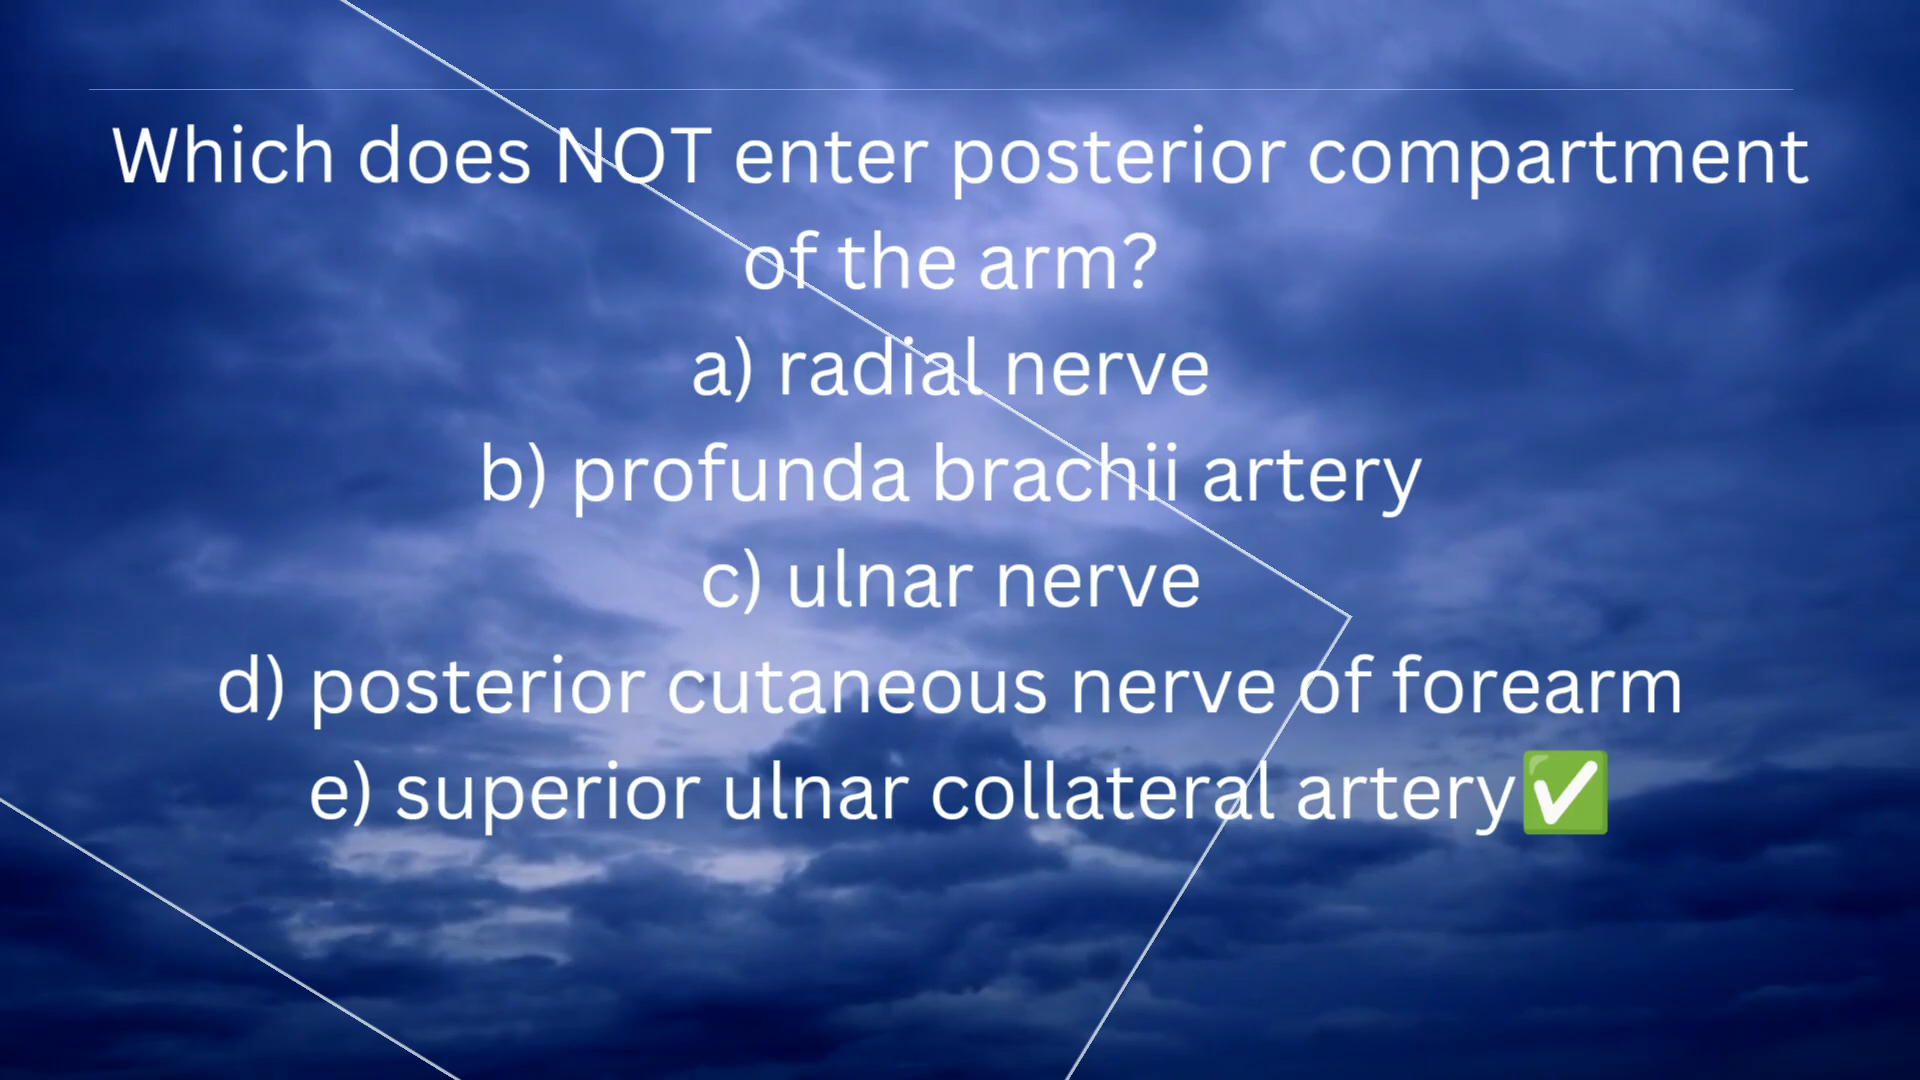 Which does NOT enter posterior compartment
of the arm?
a) radial nerve
b) profunda brachii artery
c) ulnar nerve
d) posterior cutaneous nerve of forearm
e) superior ulnar collateral artery✅